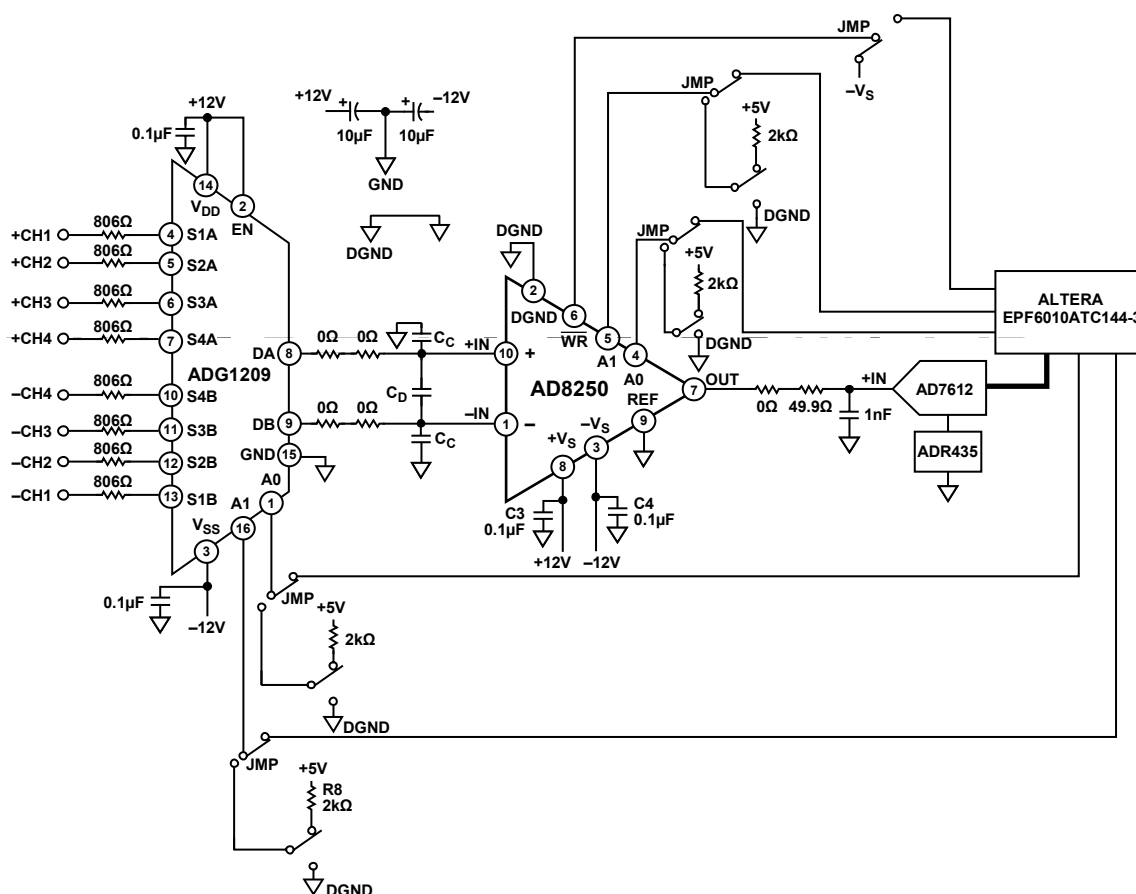 JMP
–VS
JMP
+5V
2kΩ
DGND
+12V
0.1µF
+12V
–12V
+
+
10µF
10µF
GND
DGND
14
VDD
2
EN
+CH1
806Ω
4
S1A
+CH2
806Ω
5
S2A
+CH3
806Ω
6
S3A
+CH4
806Ω
7
S4A
ADG1209
–CH4
806Ω
10
S4B
–CH3
806Ω
11
S3B
–CH2
806Ω
12
S2B
–CH1
806Ω
13
S1B
DA
8
0Ω
0Ω
CC
+IN
CD
DB
9
0Ω
0Ω
–IN
CC
GND
15
A0
1
A1
16
VSS
3
0.1µF
–12V
DGND
2
DGND
6
WR
5
A1
4
A0
10
+
AD8250
1
–
7
OUT
REF
9
–VS
3
+VS
8
C3
0.1µF
C4
0.1µF
+12V
–12V
JMP
+5V
2kΩ
DGND
ALTERA
EPF6010ATC144-3
0Ω
49.9Ω
+IN
1nF
AD7612
ADR435
JMP
+5V
2kΩ
DGND
JMP
+5V
R8
2kΩ
DGND